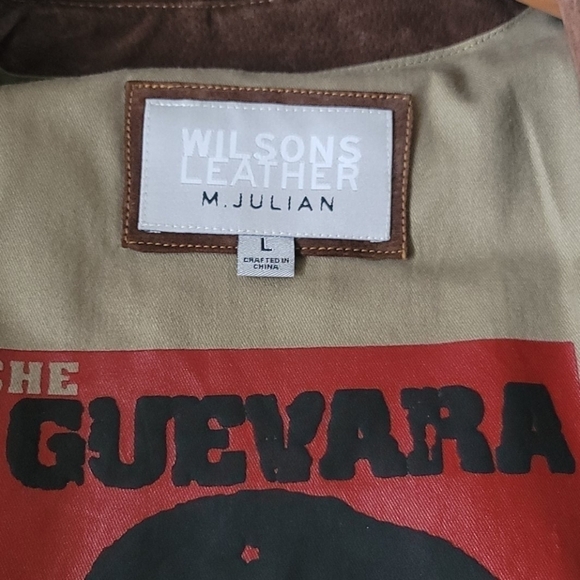 WILSONS
LEATHER
M.JULIAN
L
CRAFTED IN
CHINA
CHE
GUEVARA